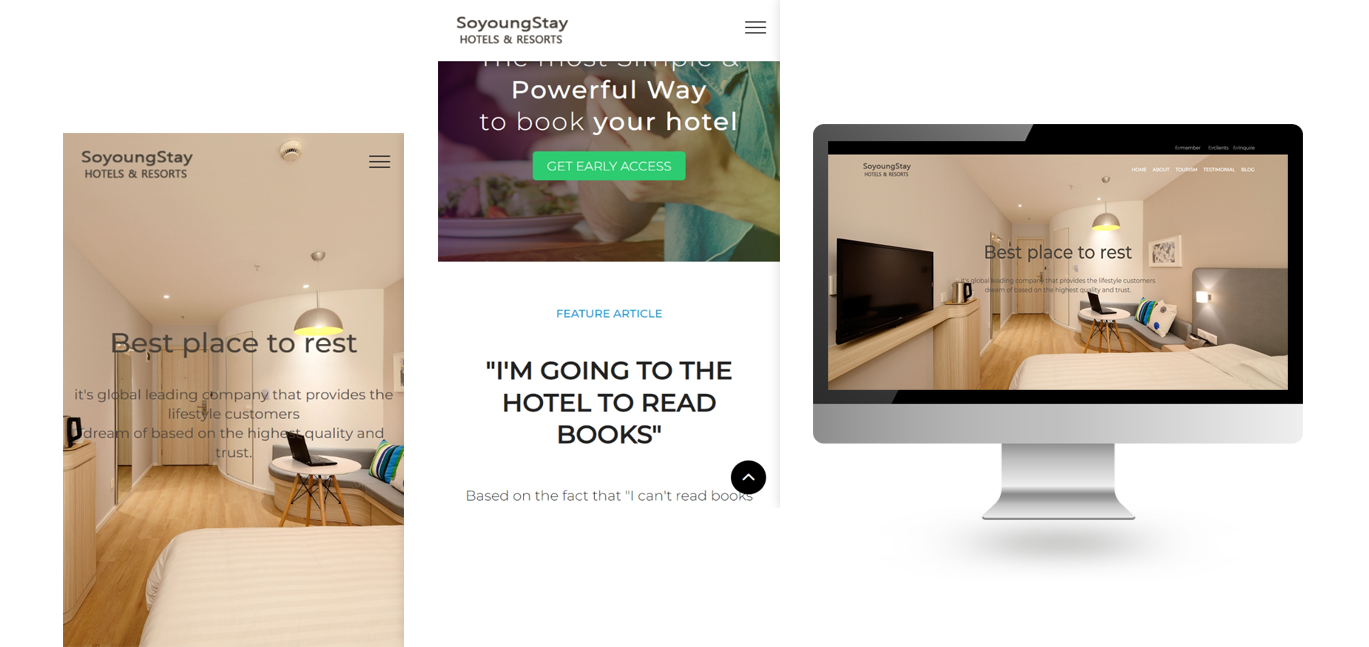 SoyoungStay
HOTELS & RESORTS
Best place to rest
it's global leading company that provides the
lifestyle customers
dream of based on the highest quality and
trust.
SoyoungStay
HOTELS & RESORTS
The most Simple &
Powerful Way
to book your hotel
GET EARLY ACCESS
FEATURE ARTICLE
"I'M GOING TO THE
HOTEL TO READ
BOOKS"
Based on the fact that "I can't read books
SoyoungStay
HOTELS & RESORTS
HOME ABOUT TOURISM TESTIMONIAL BLOG
Best place to rest
it's global leading company that provides the lifestyle customers
dream of based on the highest quality and trust.